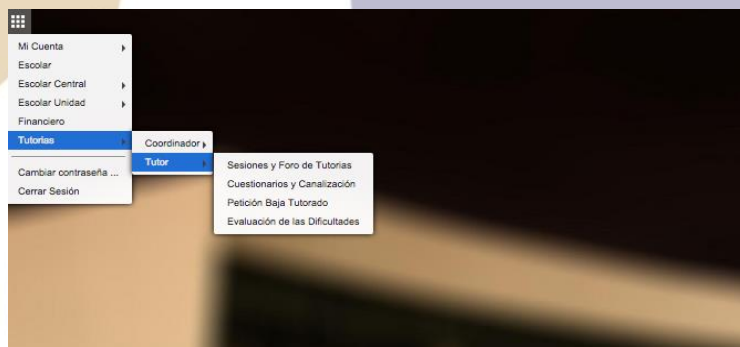 Mi Cuenta
Escolar
Escolar Central
Escolar Unidad
Financiero
Tutorias
Cambiar contraseña ...
Cerrar Sesión
Coordinador
Tutor
Sesiones y Foro de Tutorias
Cuestionarios y Canalización
Petición Baja Tutorado
Evaluación de las Dificultades